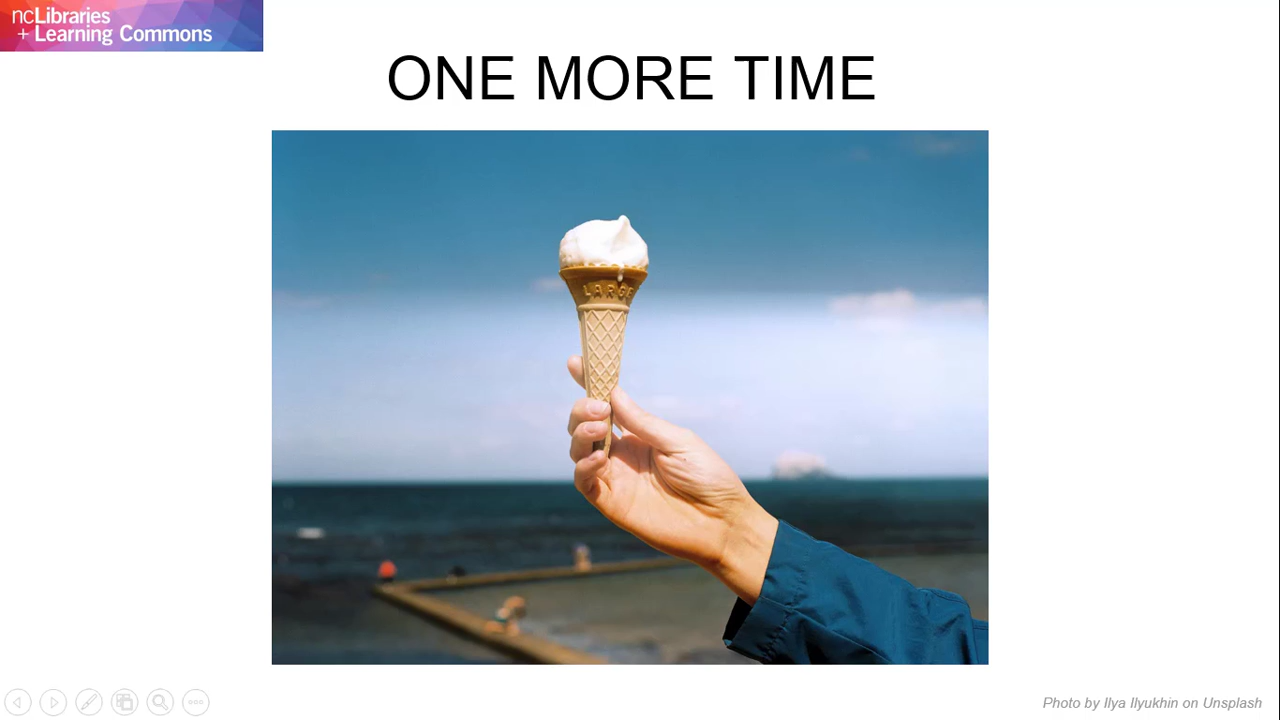 ncLibraries
+ Learning Commons
ONE MORE TIME
LARGE
Photo by Ilya Ilyukhin on Unsplash